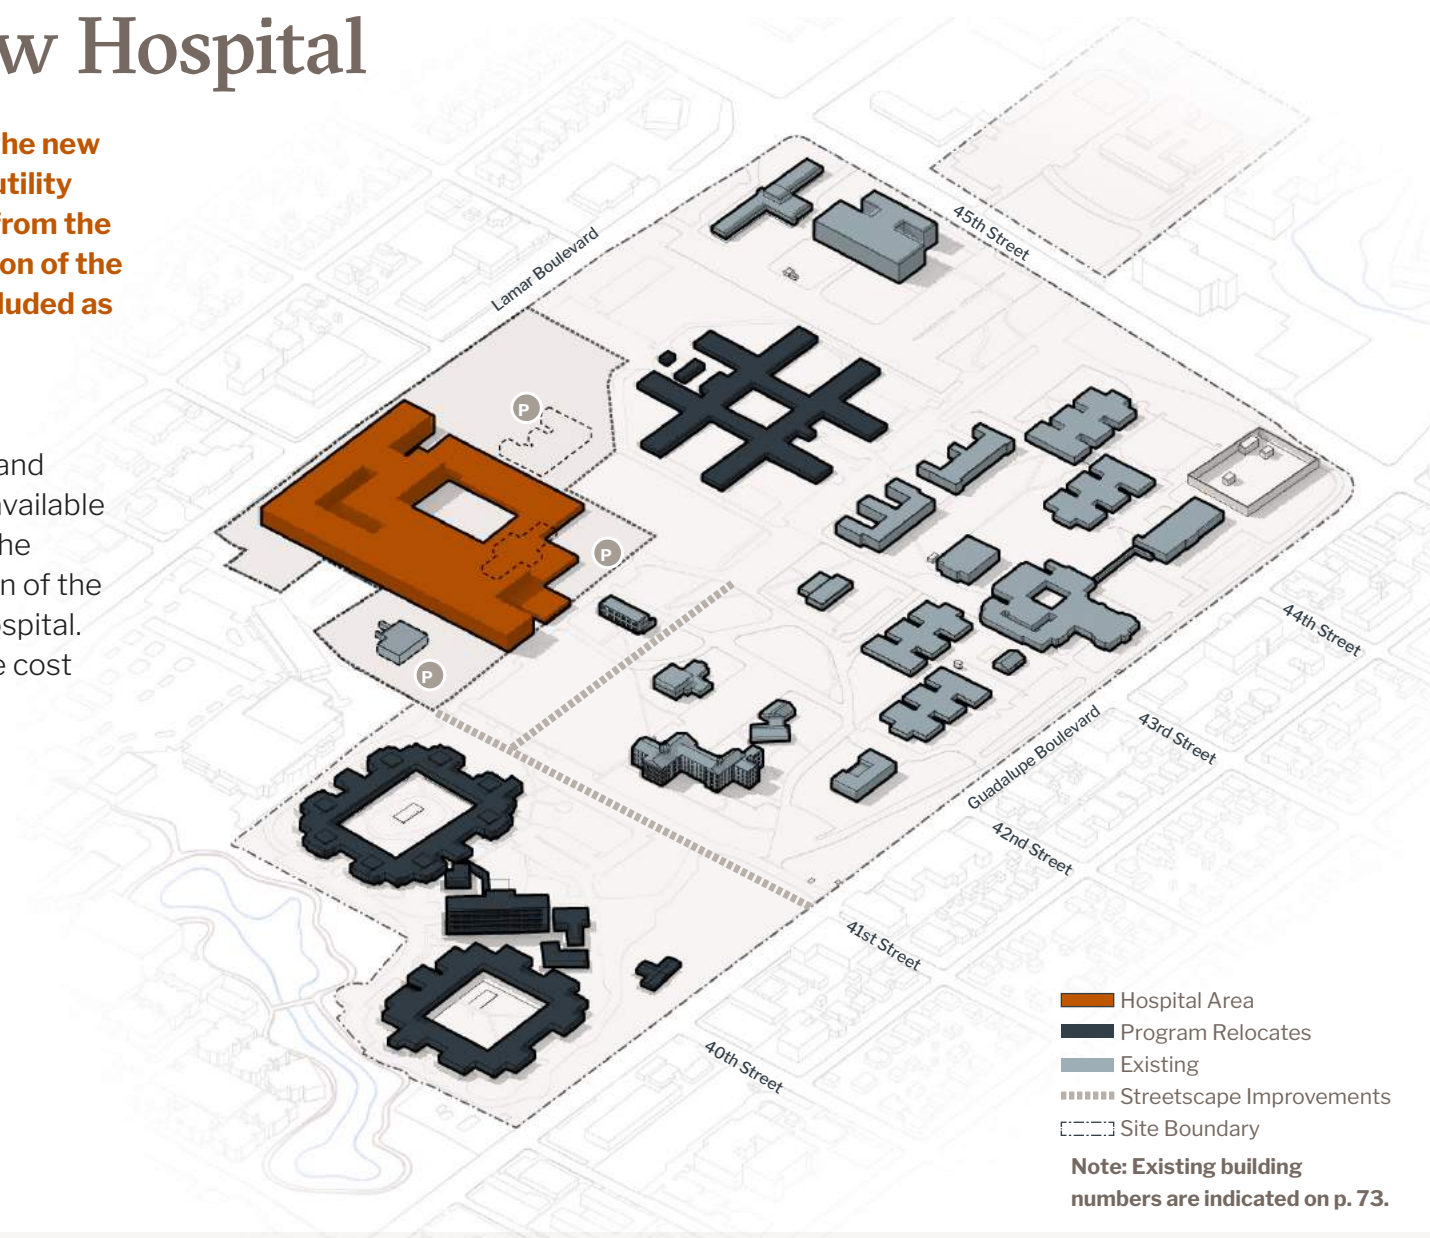 w Hospital
he new
utility
from the
on of the
luded as
and
available
he
n of the
ospital.
e cost
Lamar Boulevard
45th Street
P
P
P
44th Street
43rd Street
Guadalupe Boulevard
42nd Street
41st Street
40th Street
Hospital Area
Program Relocates
Existing
Streetscape Improvements
Site Boundary
Note: Existing building
numbers are indicated on p. 73.